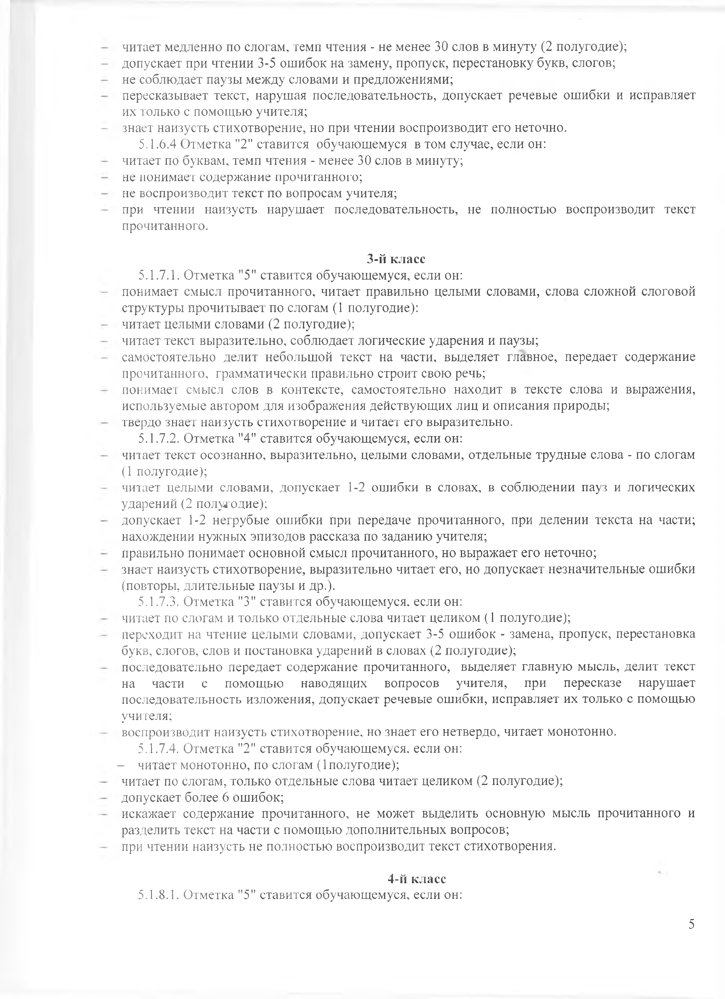 – читает медленно по слогам, темп чтения - не менее 30 слов в минуту (2 полугодие);
– допускает при чтении 3-5 ошибок на замену, пропуск, перестановку букв, слогов;
– не соблюдает паузы между словами и предложениями;
– пересказывает текст, нарушая последовательность, допускает речевые ошибки и исправляет
их только с помощью учителя;
– знает наизусть стихотворение, но при чтении воспроизводит его неточно.
5.1.6.4 Отметка "2" ставится обучающемуся в том случае, если он:
– читает по буквам, темп чтения - менее 30 слов в минуту;
– не понимает содержание прочитанного;
– не воспроизводит текст по вопросам учителя;
– при чтении наизусть нарушает последовательность, не полностью воспроизводит текст
прочитанного.
3-й класс
5.1.7.1. Отметка "5" ставится обучающемуся, если он:
– понимает смысл прочитанного, читает правильно целыми словами, слова сложной слоговой
структуры прочитывает по слогам (1 полугодие):
– читает целыми словами (2 полугодие);
– читает текст выразительно, соблюдает логические ударения и паузы;
– самостоятельно делит небольшой текст на части, выделяет главное, передает содержание
прочитанного, грамматически правильно строит свою речь;
– понимает смысл слов в контексте, самостоятельно находит в тексте слова и выражения,
используемые автором для изображения действующих лиц и описания природы;
– твердо знает наизусть стихотворение и читает его выразительно.
5.1.7.2. Отметка "4" ставится обучающемуся, если он:
– читает текст осознанно, выразительно, целыми словами, отдельные трудные слова - по слогам
(1 полугодие);
– читает целыми словами, допускает 1-2 ошибки в словах, в соблюдении пауз и логических
ударений (2 полугодие);
– допускает 1-2 негрубые ошибки при передаче прочитанного, при делении текста на части;
нахождении нужных эпизодов рассказа по заданию учителя;
– правильно понимает основной смысл прочитанного, но выражает его неточно;
– знает наизусть стихотворение, выразительно читает его, но допускает незначительные ошибки
(повторы, длительные паузы и др.).
5.1.7.3. Отметка "3" ставится обучающемуся, если он:
– читает по слогам и только отдельные слова читает целиком (1 полугодие);
– переходит на чтение целыми словами, допускает 3-5 ошибок - замена, пропуск, перестановка
букв, слогов, слов и постановка ударений в словах (2 полугодие);
– последовательно передает содержание прочитанного, выделяет главную мысль, делит текст
на части с помощью наводящих вопросов учителя, при пересказе нарушает
последовательность изложения, допускает речевые ошибки, исправляет их только с помощью
учителя;
– воспроизводит наизусть стихотворение, но знает его нетвердо, читает монотонно.
5.1.7.4. Отметка "2" ставится обучающемуся, если он:
– читает монотонно, по слогам (1полугодие);
– читает по слогам, только отдельные слова читает целиком (2 полугодие);
– допускает более 6 ошибок;
– искажает содержание прочитанного, не может выделить основную мысль прочитанного и
разделить текст на части с помощью дополнительных вопросов;
– при чтении наизусть не полностью воспроизводит текст стихотворения.
4-й класс
5.1.8.1. Отметка "5" ставится обучающемуся, если он:
5